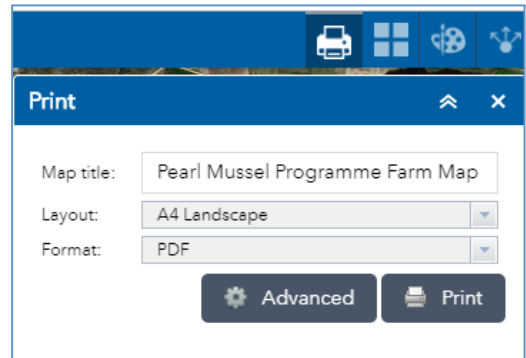 Print
Map title: Pearl Mussel Programme Farm Map
Layout: A4 Landscape
Format: PDF
Advanced Print